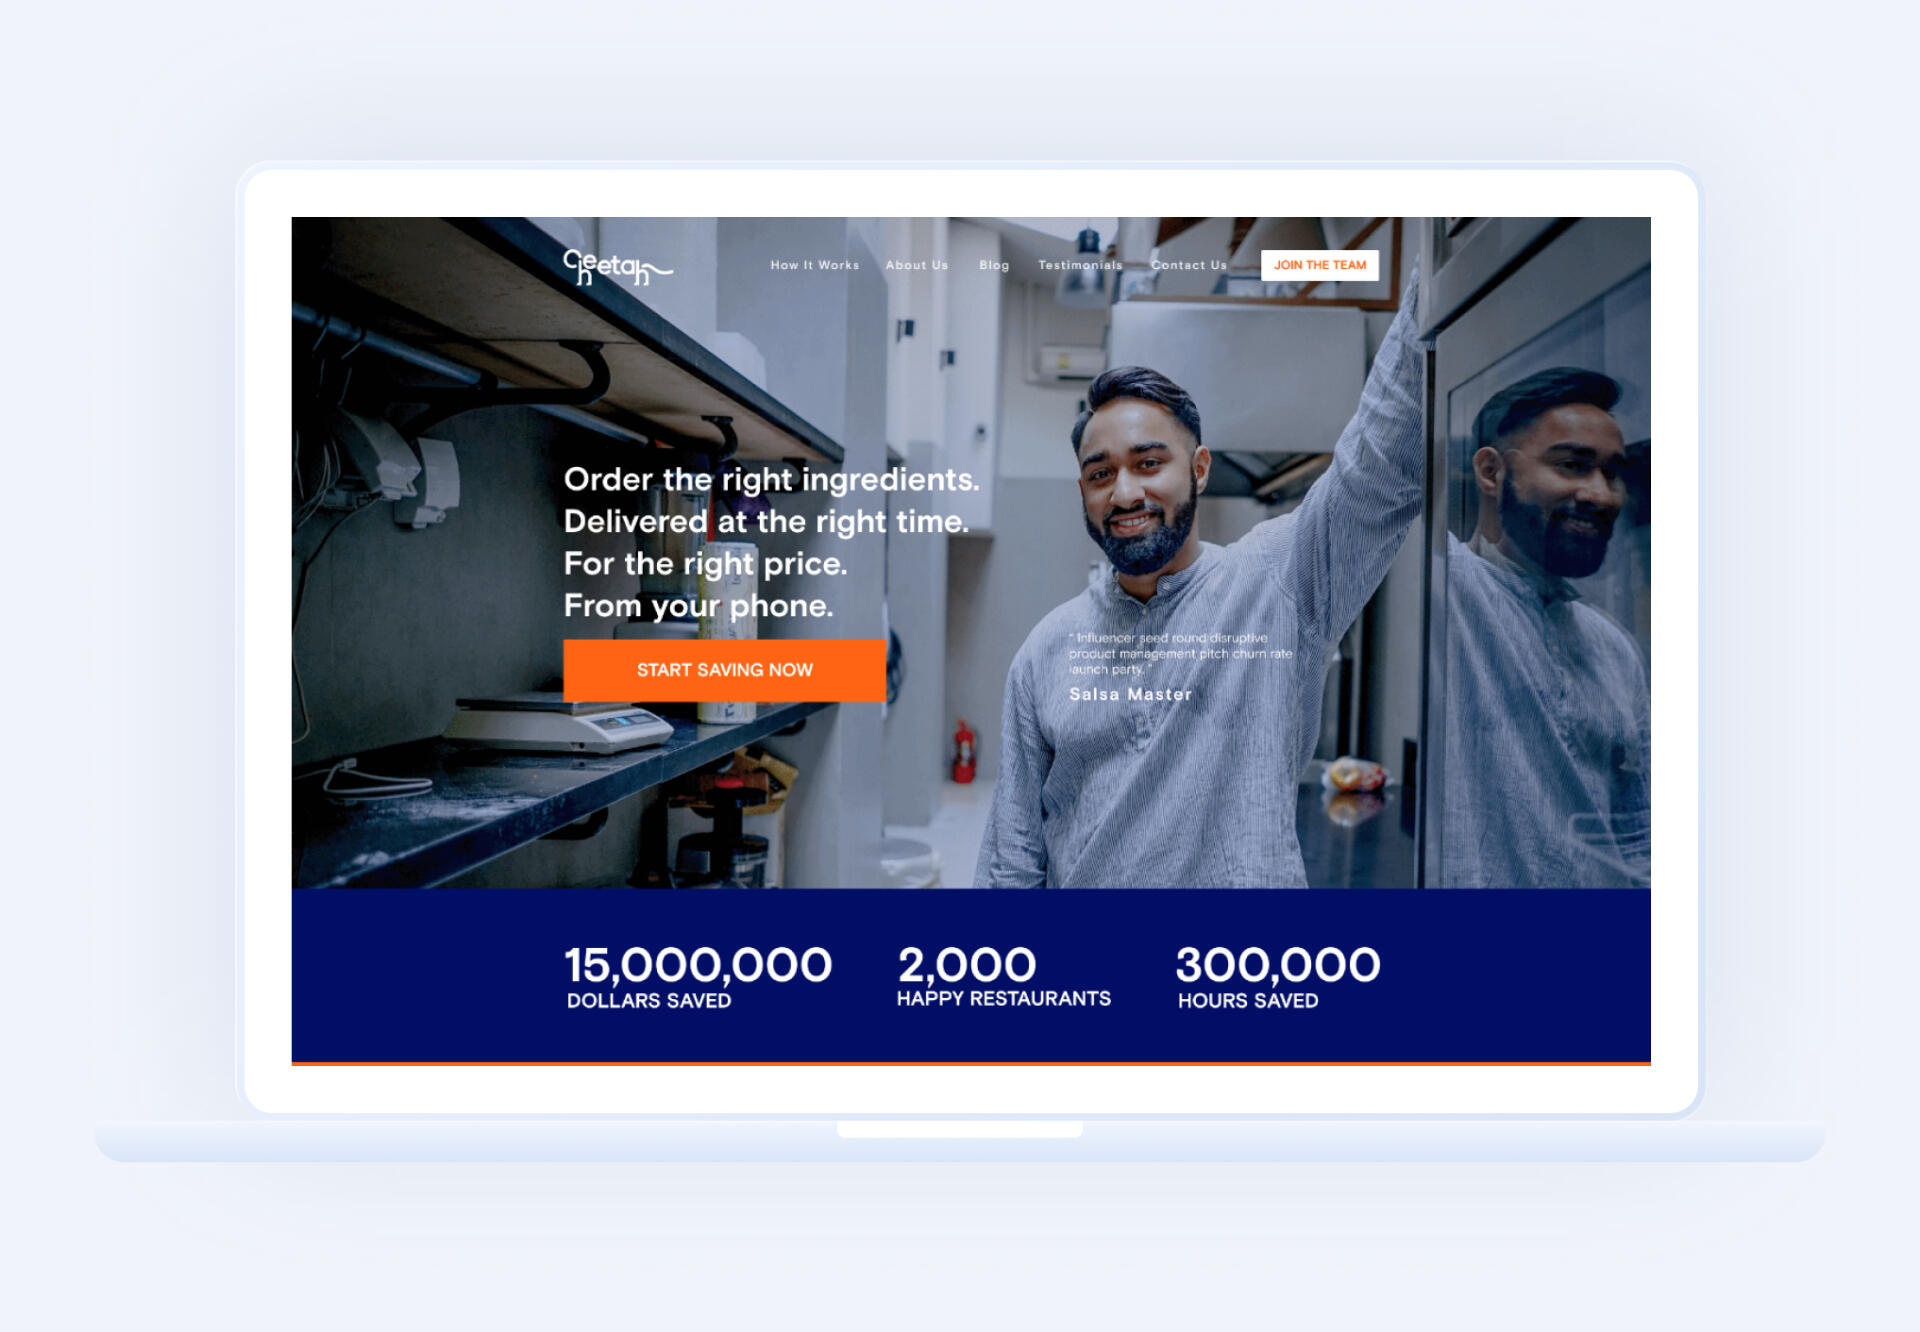 Cheetah
How It Works
About Us
Blog
Testimonials
Contact Us
JOIN THE TEAM
Order the right ingredients.
Delivered at the right time.
For the right price.
From your phone.
START SAVING NOW
“ Influencer seed round disruptive
product management pitch churn rate
launch party. ”
Salsa Master
15,000,000
DOLLARS SAVED
2,000
HAPPY RESTAURANTS
300,000
HOURS SAVED